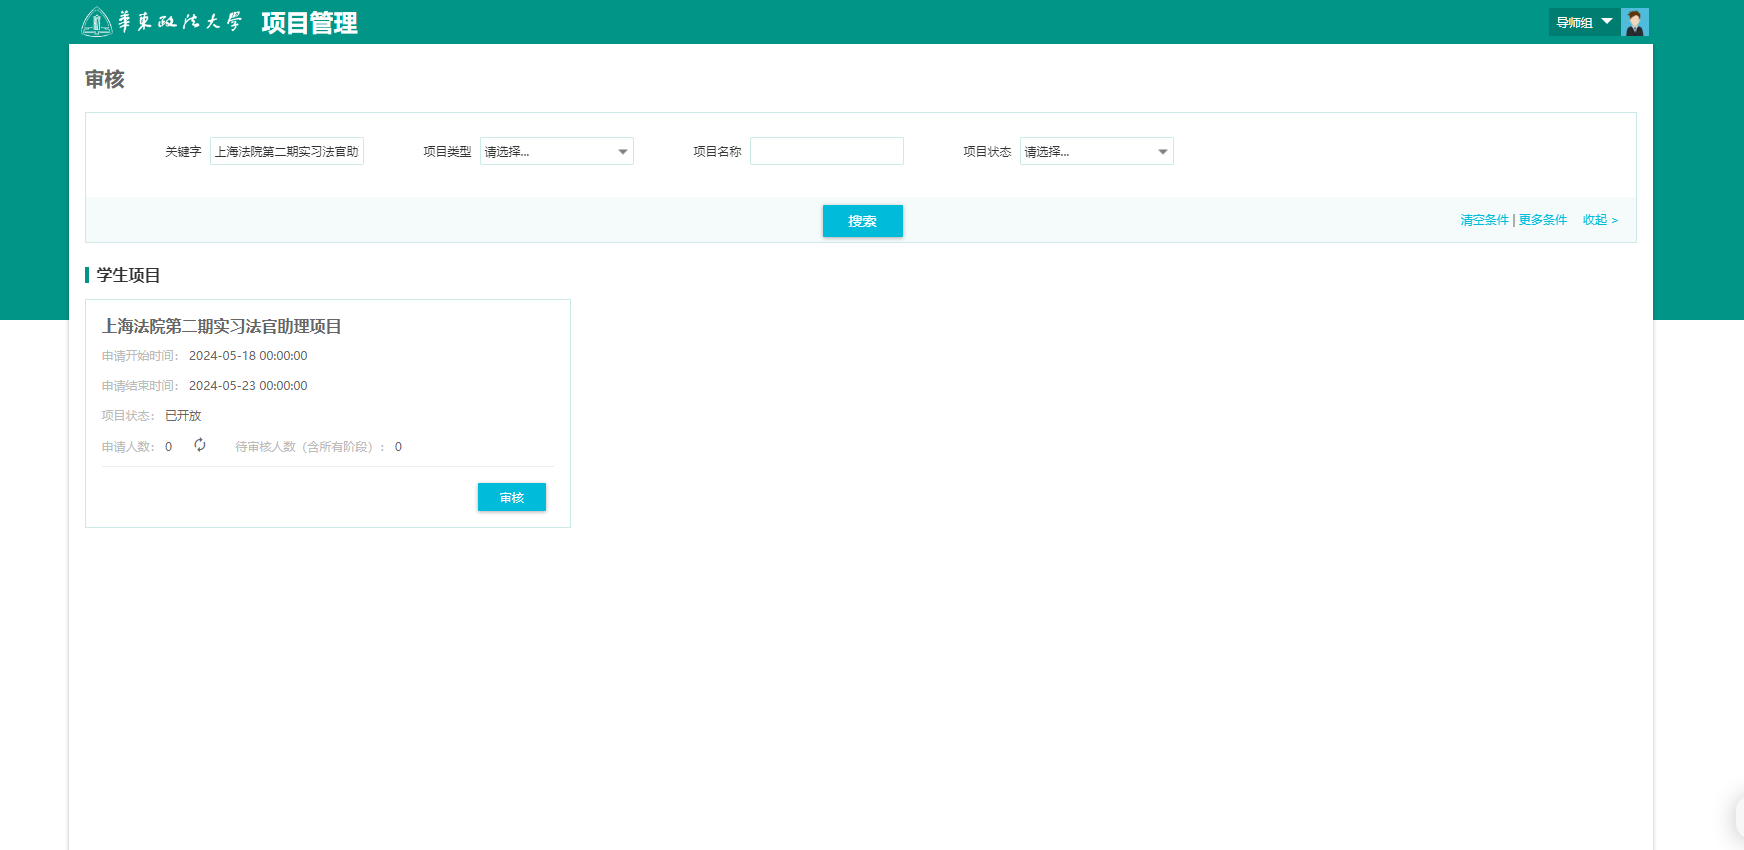 華東政法大學 项目管理 导师组
审核
关键字 上海法院第二期实习法官助 项目类型 请选择... 项目名称 项目状态 请选择...
搜索 清空条件 | 更多条件 收起 >
学生项目
上海法院第二期实习法官助理项目
申请开始时间： 2024-05-18 00:00:00
申请结束时间： 2024-05-23 00:00:00
项目状态： 已开放
申请人数： 0 待审核人数（含所有阶段）： 0
审核